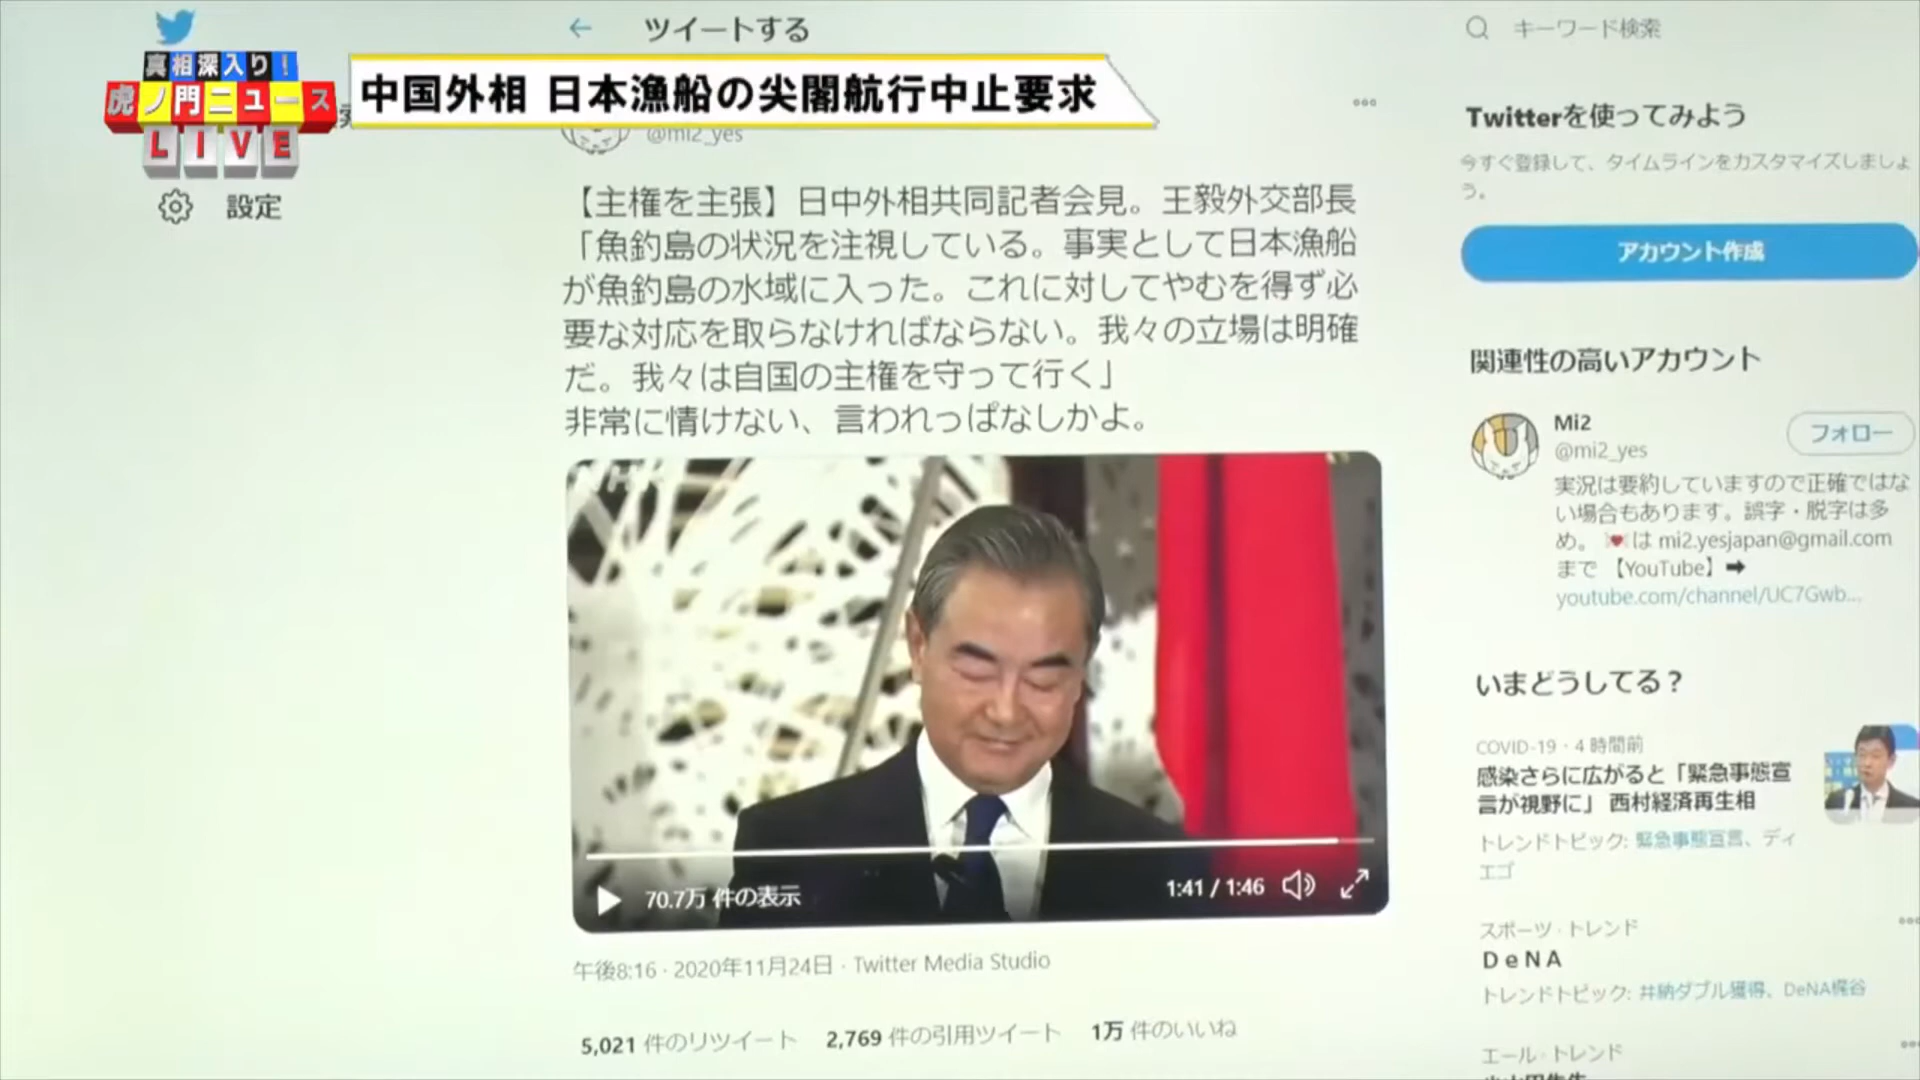 真相深入り!
虎ノ門ニュース
LIVE
中国外相 日本漁船の尖閣航行中止要求
設定
ツイートする
@mi2_yes
【主権を主張】日中外相共同記者会見。王毅外交部長
「魚釣島の状況を注視している。事実として日本漁船
が魚釣島の水域に入った。これに対してやむを得ず必
要な対応を取らなければならない。我々の立場は明確
だ。我々は自国の主権を守って行く」
非常に情けない、言われっぱなしかよ。
70.7万 件の表示
1:41 / 1:46
午後8:16 · 2020年11月24日 · Twitter Media Studio
5,021 件のリツイート 2,769 件の引用ツイート 1万 件のいいね
キーワード検索
Twitterを使ってみよう
今すぐ登録して、タイムラインをカスタマイズしましょ
う。
アカウント作成
関連性の高いアカウント
Mi2
@mi2_yes
フォロー
実況は要約していますので正確ではな
い場合もあります。誤字・脱字は多
め。💌は mi2.yesjapan@gmail.com
まで 【YouTube】➡
youtube.com/channel/UC7Gwb...
いまどうしてる?
COVID-19 · 4 時間前
感染さらに広がると「緊急事態宣
言が視野に」 西村経済再生相
トレンドトピック: 緊急事態宣言、ディ
エゴ
スポーツ · トレンド
DeNA
トレンドトピック: 井納ダブル獲得、DeNA梶谷
エール · トレンド